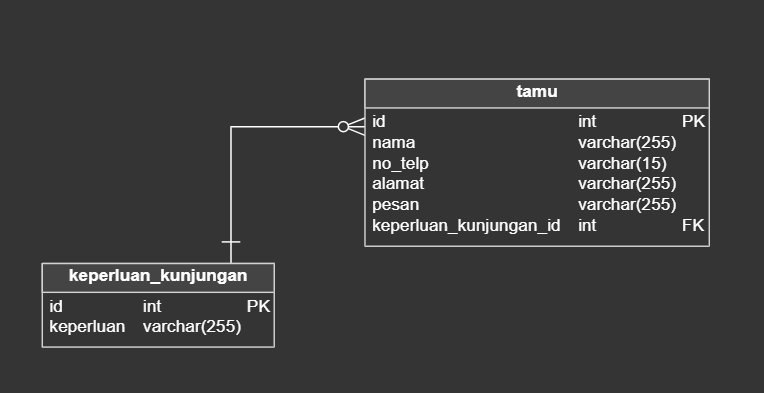 tamu
id int PK
nama varchar(255)
no_telp varchar(15)
alamat varchar(255)
pesan varchar(255)
keperluan_kunjungan_id int FK
keperluan_kunjungan
id int PK
keperluan varchar(255)